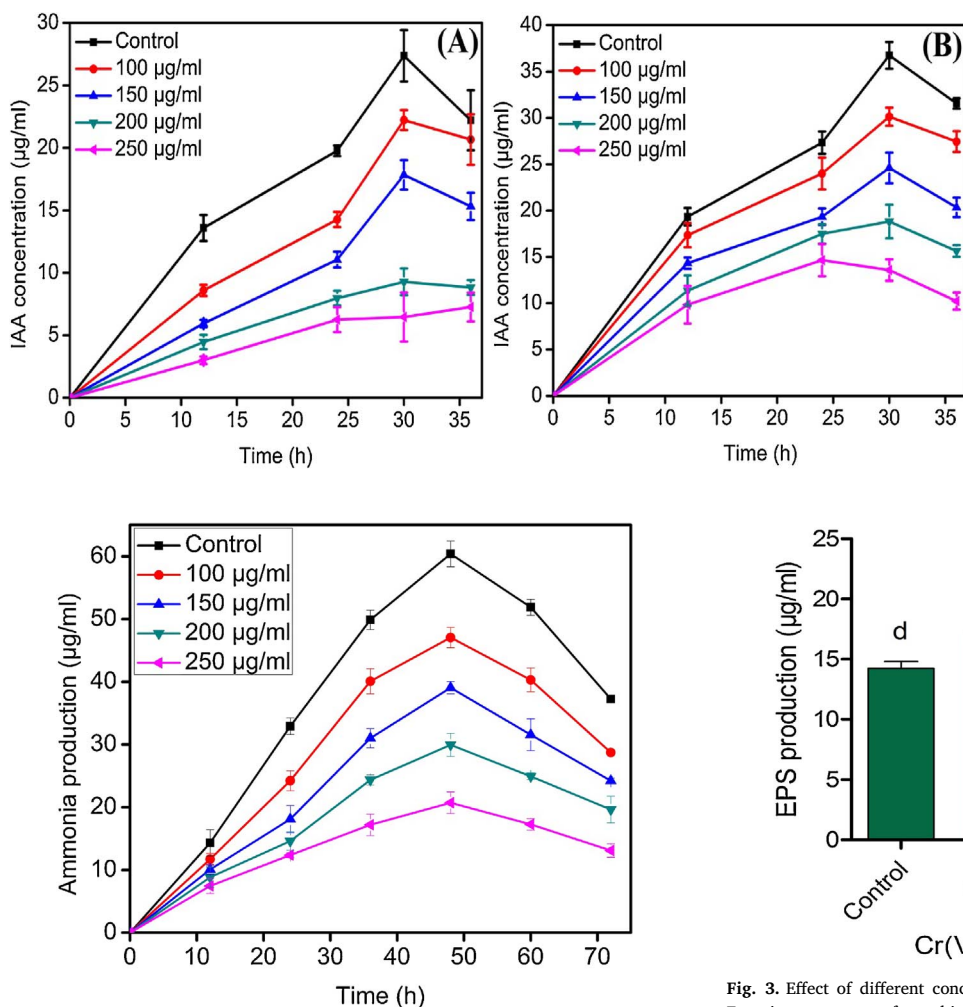 (A)
Control
100 µg/ml
150 µg/ml
200 µg/ml
250 µg/ml
IAA concentration (µg/ml)
30
25
20
15
10
5
0
0 5 10 15 20 25 30 35
Time (h)
(B)
Control
100 µg/ml
150 µg/ml
200 µg/ml
250 µg/ml
IAA concentration (µg/ml)
40
35
30
25
20
15
10
5
0
0 5 10 15 20 25 30 35
Time (h)
Control
100 µg/ml
150 µg/ml
200 µg/ml
250 µg/ml
Ammonia production (µg/ml)
60
50
40
30
20
10
0
0 10 20 30 40 50 60 70
Time (h)
EPS production (µg/ml)
25
20
15
10
5
0
d
Control
Cr(V
Fig. 3. Effect of different conc